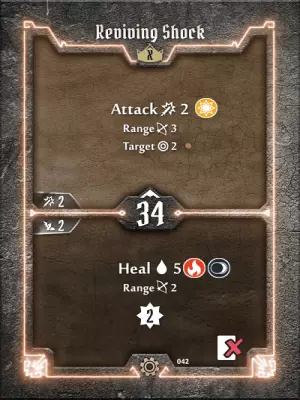 Reviving Shock
X
Attack 2
Range 3
Target 2
2
34
2
Heal 5
Range 2
2
042